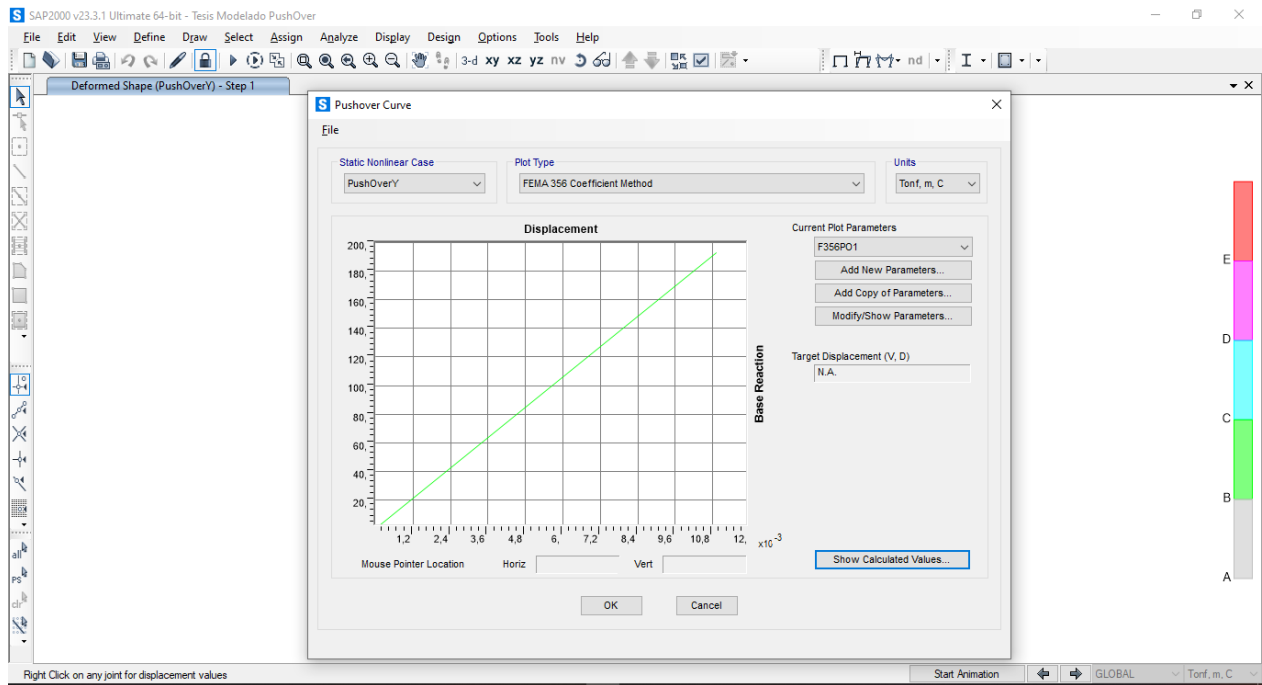 SAP2000 v23.3.1 Ultimate 64-bit - Tesis Modelado PushOver
File Edit View Define Draw Select Assign Analyze Display Design Options Tools Help
3-d xy xz yz nv nd
Deformed Shape (PushOverY) - Step 1
Pushover Curve
File
Static Nonlinear Case Plot Type Units
PushOverY FEMA 356 Coefficient Method Tonf, m, C
Displacement
Current Plot Parameters
F356PO1
Add New Parameters...
Add Copy of Parameters...
Modify/Show Parameters...
Target Displacement (V, D)
N.A.
Base Reaction
200,
180,
160,
140,
120,
100,
80,
60,
40,
20,
1,2 2,4 3,6 4,8 6, 7,2 8,4 9,6 10,8 12, x10 -3
Mouse Pointer Location Horiz Vert
Show Calculated Values...
OK Cancel
E
D
C
B
A
all
PS
clr
Right Click on any joint for displacement values Start Animation GLOBAL Tonf, m, C